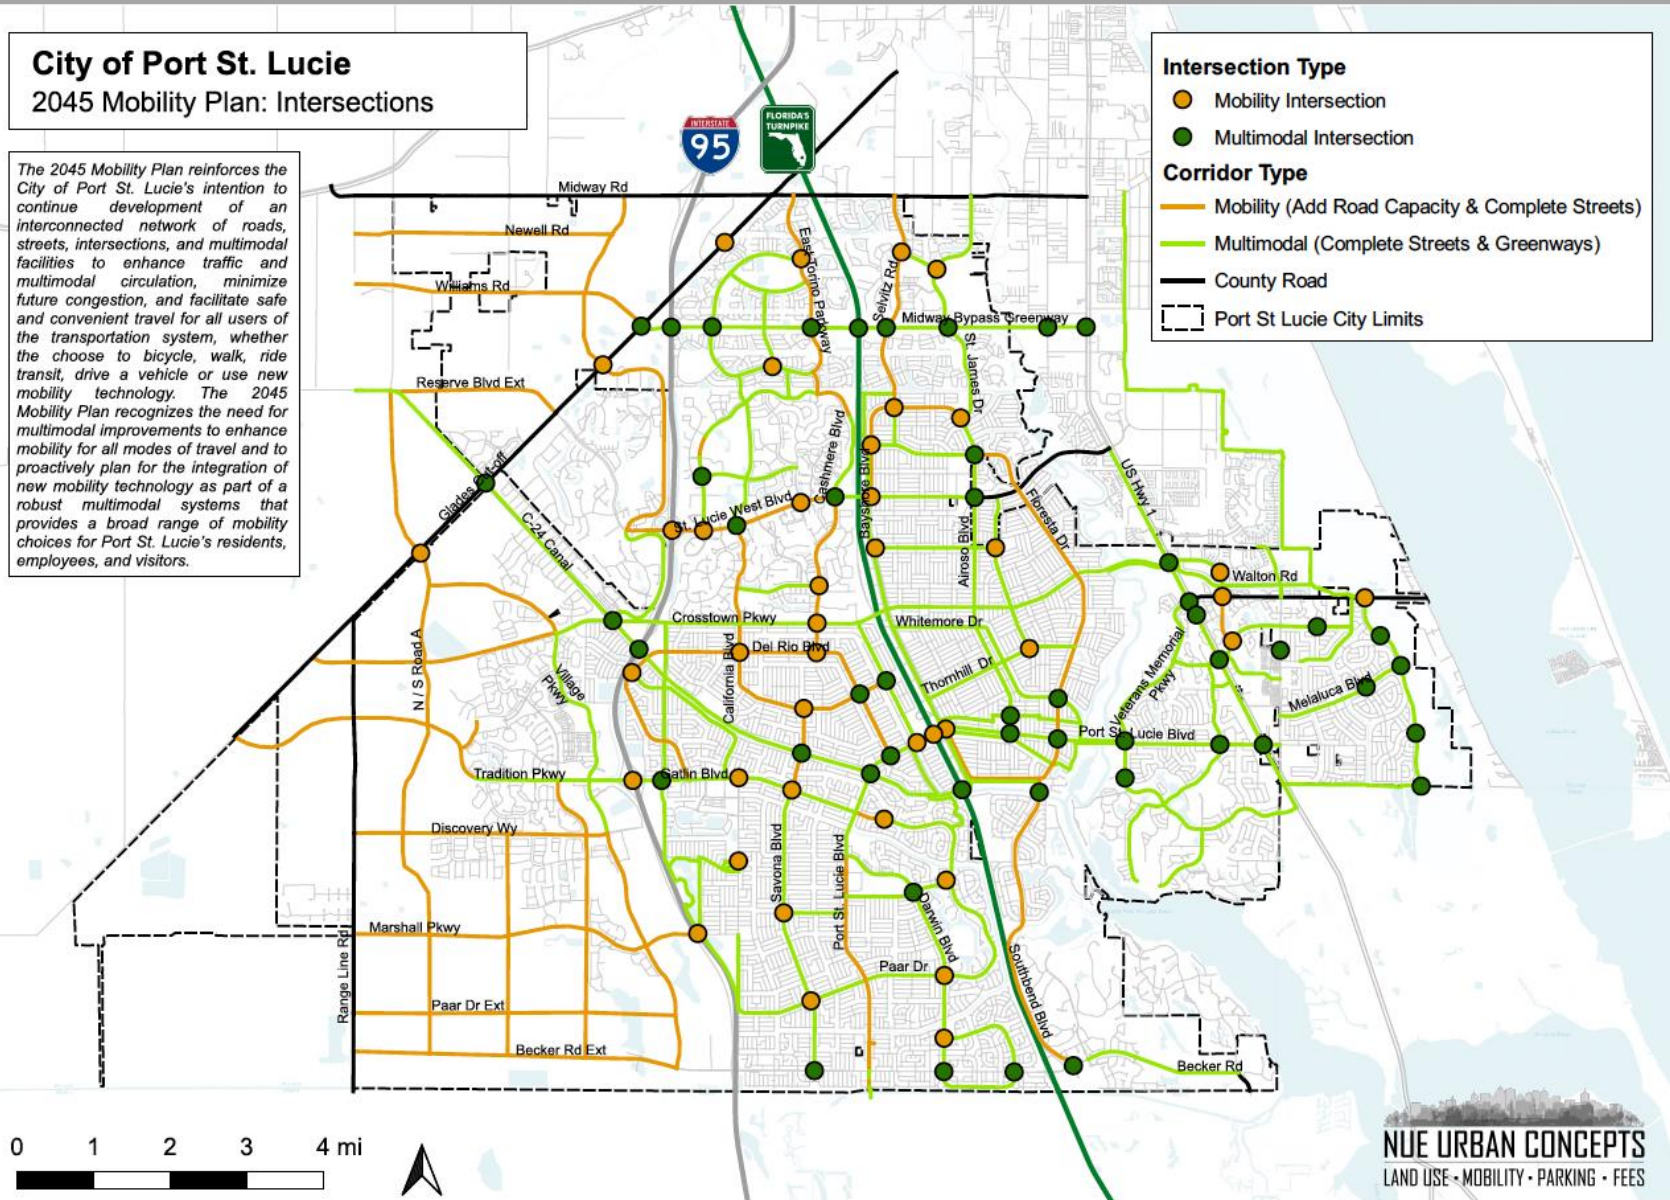 City of Port St. Lucie
2045 Mobility Plan: Intersections
The 2045 Mobility Plan reinforces the
City of Port St. Lucie's intention to
continue development of an
interconnected network of roads,
streets, intersections, and multimodal
facilities to enhance traffic and
multimodal circulation, minimize
future congestion, and facilitate safe
and convenient travel for all users of
the transportation system, whether
the choose to bicycle, walk, ride
transit, drive a vehicle or use new
mobility technology. The 2045
Mobility Plan recognizes the need for
multimodal improvements to enhance
mobility for all modes of travel and to
proactively plan for the integration of
new mobility technology as part of a
robust multimodal systems that
provides a broad range of mobility
choices for Port St. Lucie's residents,
employees, and visitors.
INTERSTATE
95
FLORIDA'S
TURNPIKE
Intersection Type
Mobility Intersection
Multimodal Intersection
Corridor Type
Mobility (Add Road Capacity & Complete Streets)
Multimodal (Complete Streets & Greenways)
County Road
Port St Lucie City Limits
Midway Rd
Newell Rd
East Torino Parkway
Selvitz Rd
Williams Rd
Midway Bypass Greenway
St. James Dr
Reserve Blvd Ext
Cashmere Blvd
Glades Cut-off
Bayshore Blvd
US Hwy 1
St. Lucie West Blvd
Floresta Dr
C-24 Canal
Airoso Blvd
Walton Rd
Crosstown Pkwy
Whitemore Dr
N / S Road A
California Blvd
Del Rio Blvd
Thornhill Dr
Village
Pkwy
Veterans Memorial
Pkwy
Melaluca Blvd
Port St. Lucie Blvd
Tradition Pkwy
Gatlin Blvd
Discovery Wy
Savona Blvd
Port St. Lucie Blvd
Darwin Blvd
Marshall Pkwy
Range Line Rd
Paar Dr
Southbend Blvd
Paar Dr Ext
Becker Rd Ext
Becker Rd
0 1 2 3 4 mi
NUE URBAN CONCEPTS
LAND USE • MOBILITY • PARKING • FEES